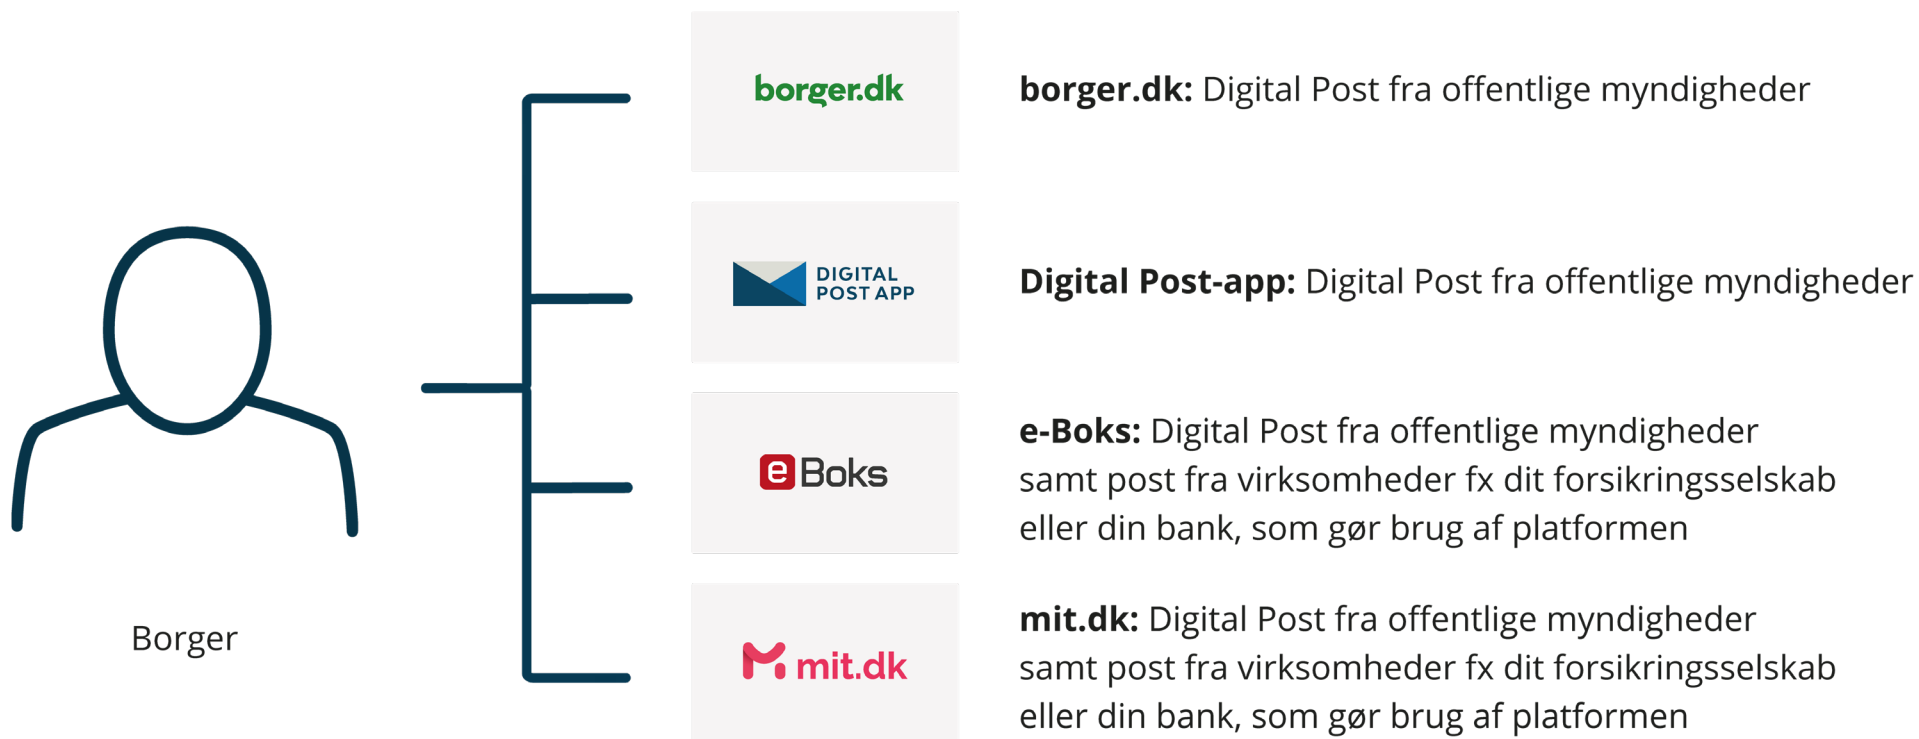 borger.dk
borger.dk: Digital Post fra offentlige myndigheder
DIGITAL
POST APP
Digital Post-app: Digital Post fra offentlige myndigheder
e Boks
e-Boks: Digital Post fra offentlige myndigheder
samt post fra virksomheder fx dit forsikringsselskab
eller din bank, som gør brug af platformen
mit.dk
mit.dk: Digital Post fra offentlige myndigheder
samt post fra virksomheder fx dit forsikringsselskab
eller din bank, som gør brug af platformen
Borger